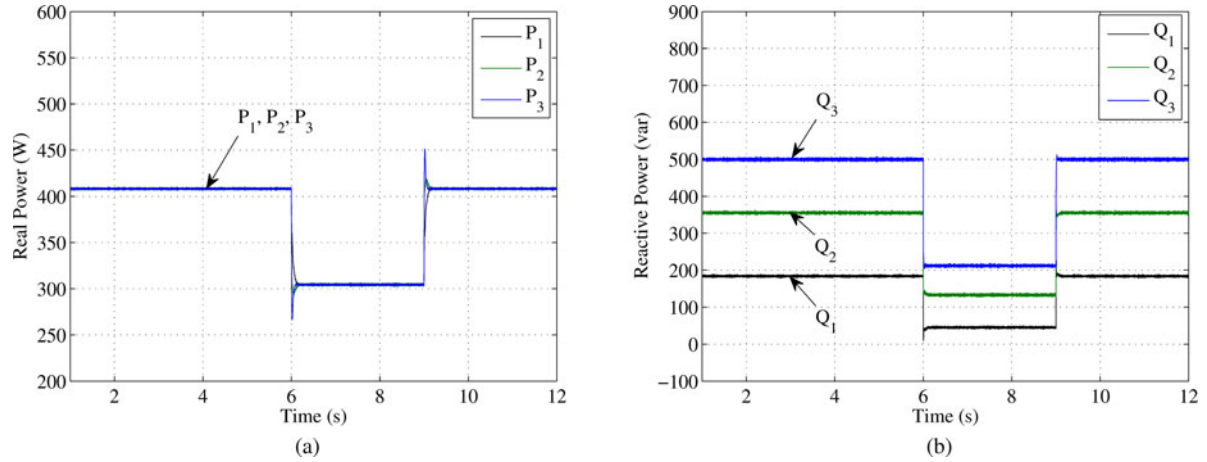 600
550
500
450
400
350
300
250
200
Real Power (W)
P1
P2
P3
P1, P2, P3
2 4 6 8 10 12
Time (s)
(a)
900
800
700
600
500
400
300
200
100
0
−100
Reactive Power (var)
Q1
Q2
Q3
Q3
Q2
Q1
2 4 6 8 10 12
Time (s)
(b)